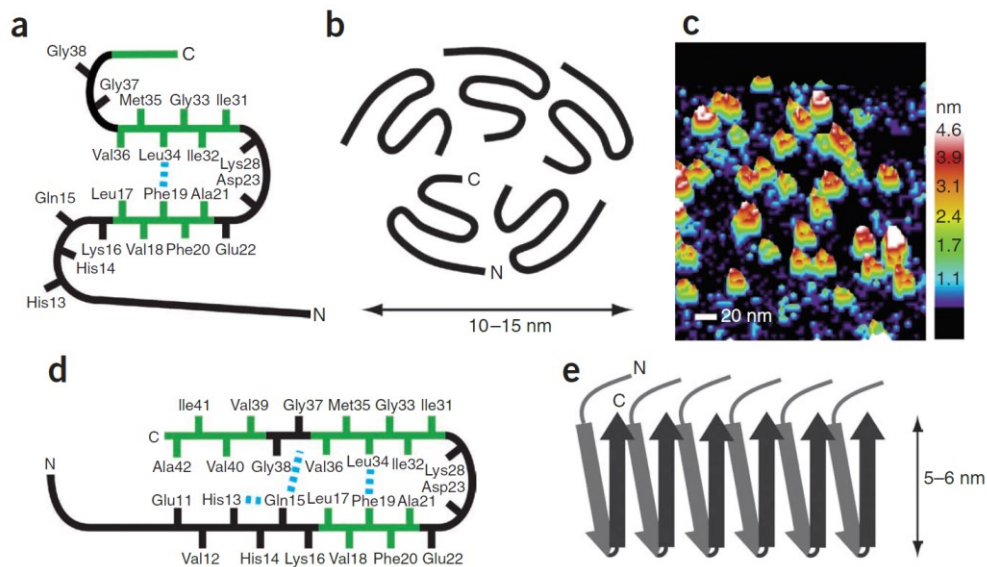 a
Gly38
C
Gly37
Met35 Gly33 Ile31
Val36 Leu34 Ile32
Lys28
Asp23
Leu17 Phe19 Ala21
Gln15
Lys16 Val18 Phe20 Glu22
His14
His13
N
b
C
N
10–15 nm
c
nm
4.6
3.9
3.1
2.4
1.7
1.1
20 nm
d
Ile41 Val39 Gly37 Met35 Gly33 Ile31
C
Ala42 Val40 Gly38 Val36 Leu34 Ile32
Lys28
Asp23
N
Glu11 His13 Gln15 Leu17 Phe19 Ala21
Val12 His14 Lys16 Val18 Phe20 Glu22
e
N
C
5–6 nm